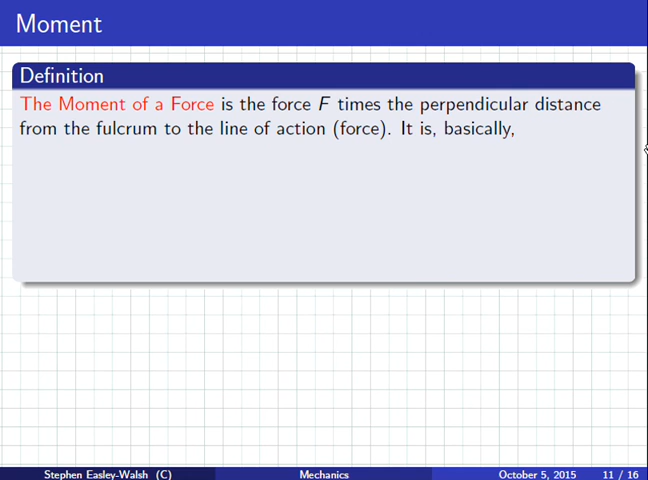 Moment
Definition
The Moment of a Force is the force F times the perpendicular distance
from the fulcrum to the line of action (force). It is, basically,
Stephen Easley-Walsh (C) Mechanics October 5, 2015 11 / 16